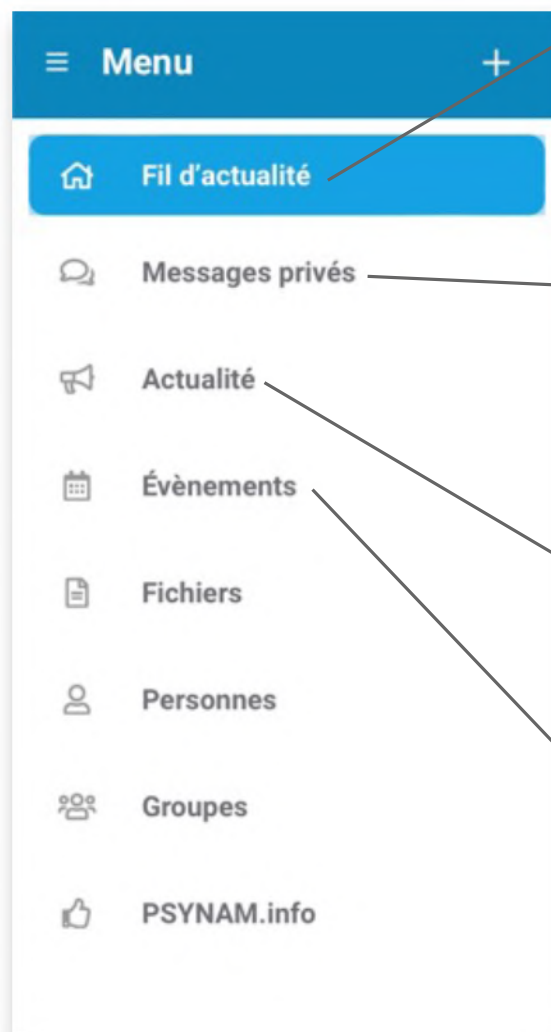 Menu
Fil d'actualité
Messages privés
Actualité
Évènements
Fichiers
Personnes
Groupes
PSYNAM.info